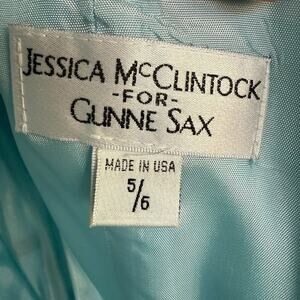 JESSICA MCCLINTOCK
-FOR-
GUNNE SAX
MADE IN USA
5/6